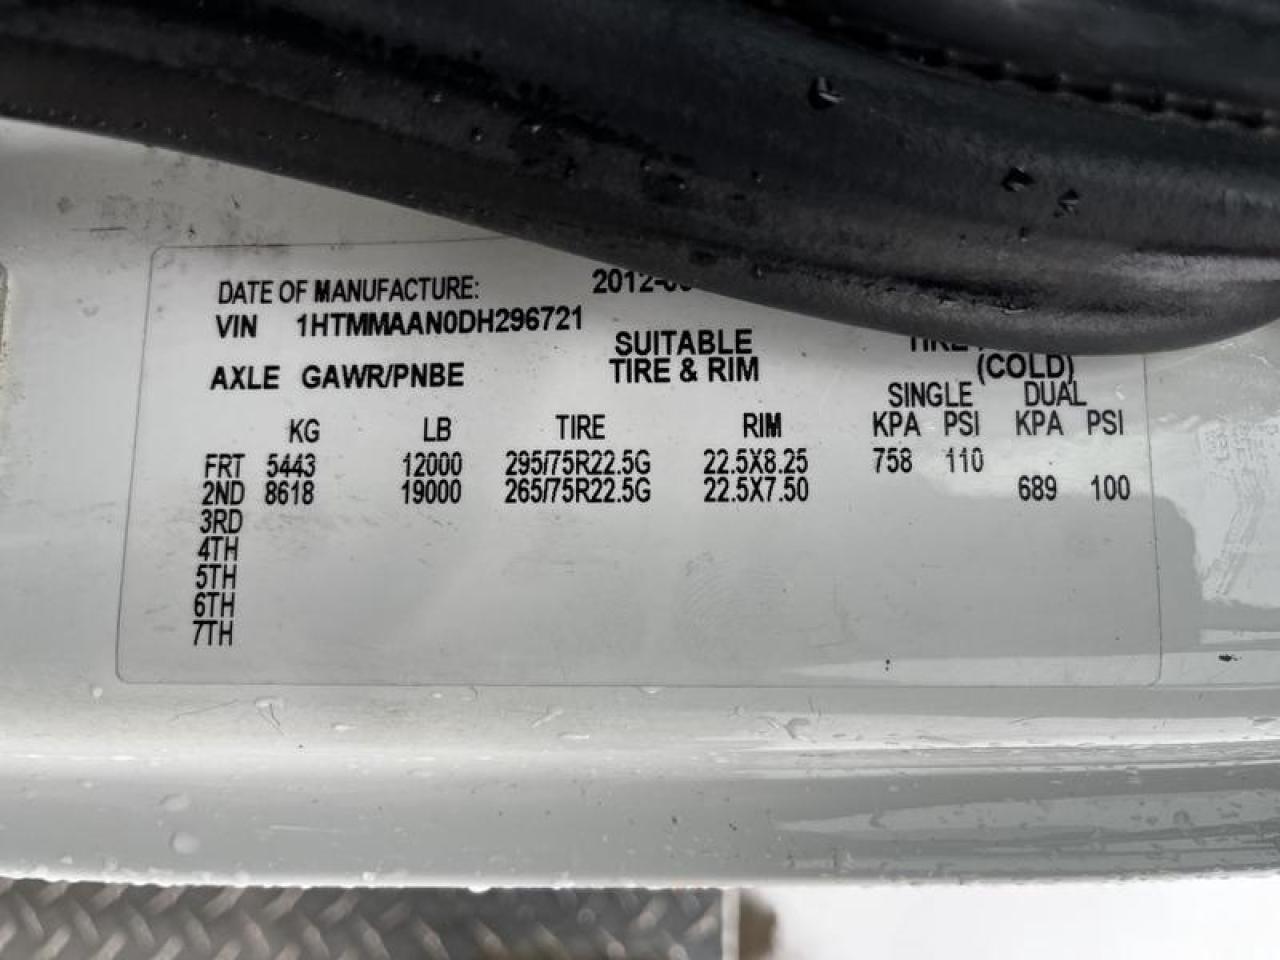 DATE OF MANUFACTURE: 2012-
VIN 1HTMMAAN0DH296721
SUITABLE
AXLE GAWR/PNBE TIRE & RIM (COLD)
SINGLE DUAL
KG LB TIRE RIM KPA PSI KPA PSI
FRT 5443 12000 295/75R22.5G 22.5X8.25 758 110
2ND 8618 19000 265/75R22.5G 22.5X7.50 689 100
3RD
4TH
5TH
6TH
7TH